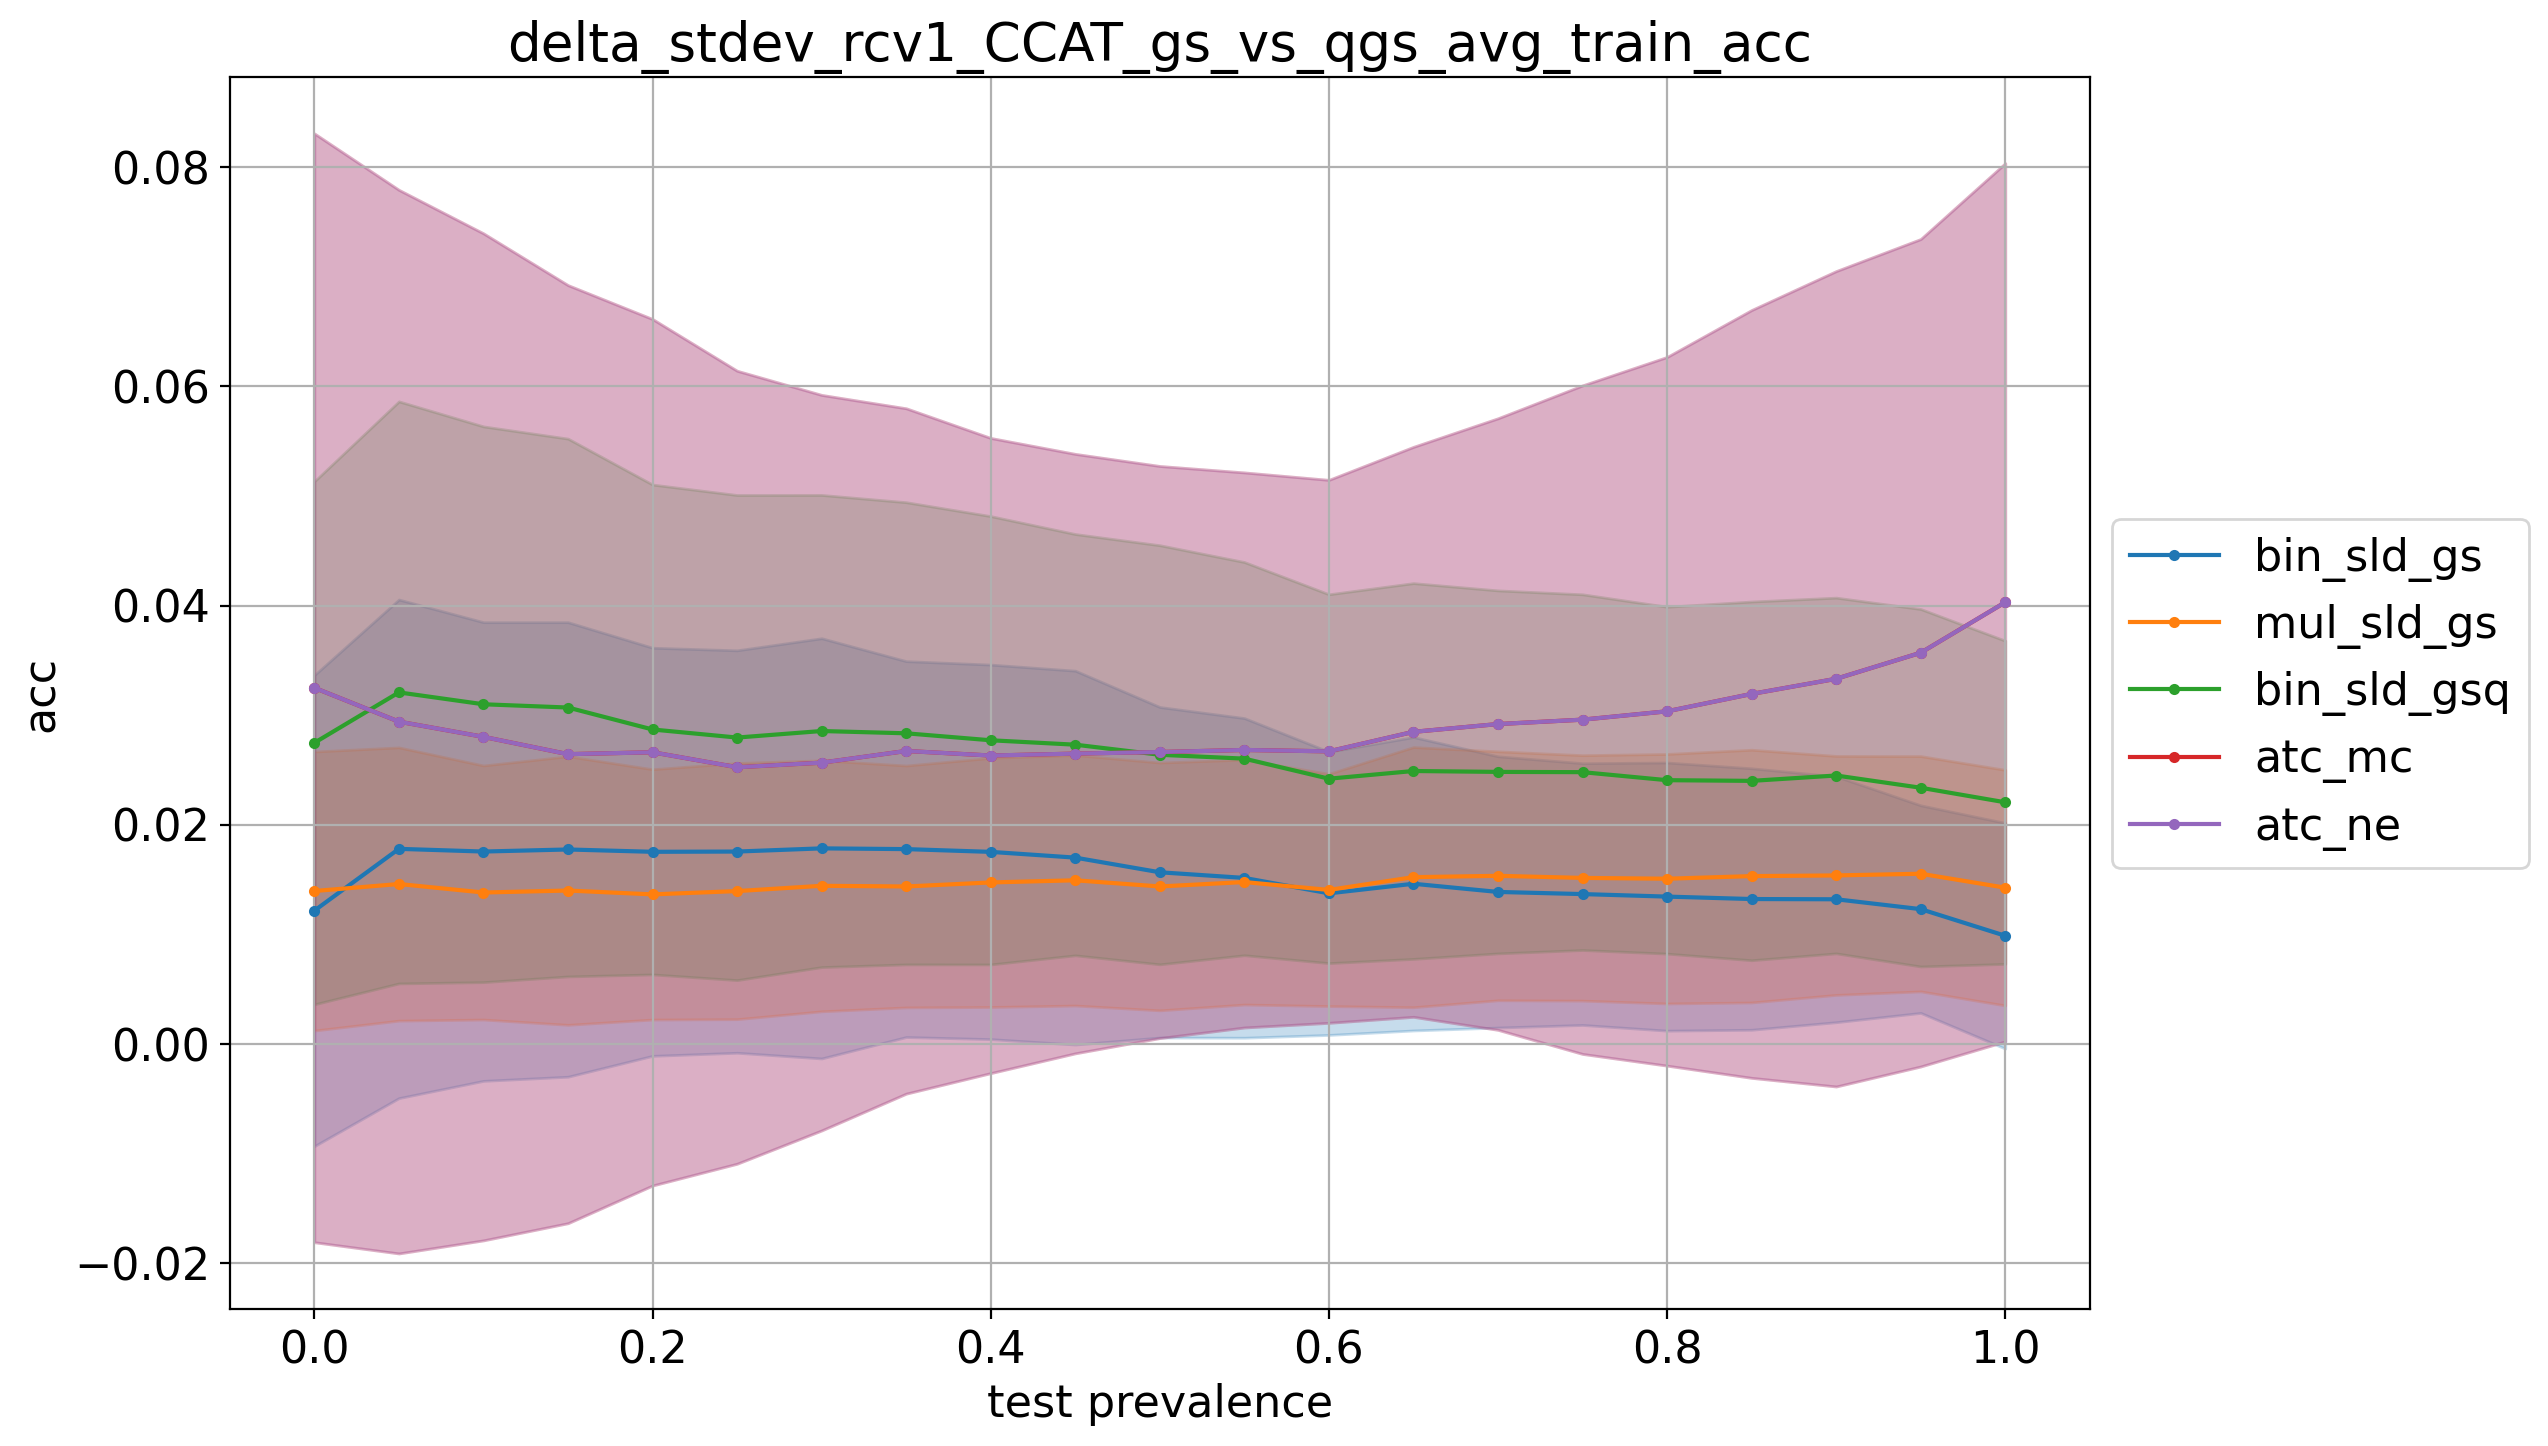 delta_stdev_rcv1_CCAT_gs_vs_qgs_avg_train_acc
0.08
0.06
0.04
0.02
0.00
−0.02
acc
0.0 0.2 0.4 0.6 0.8 1.0
test prevalence
bin_sld_gs
mul_sld_gs
bin_sld_gsq
atc_mc
atc_ne